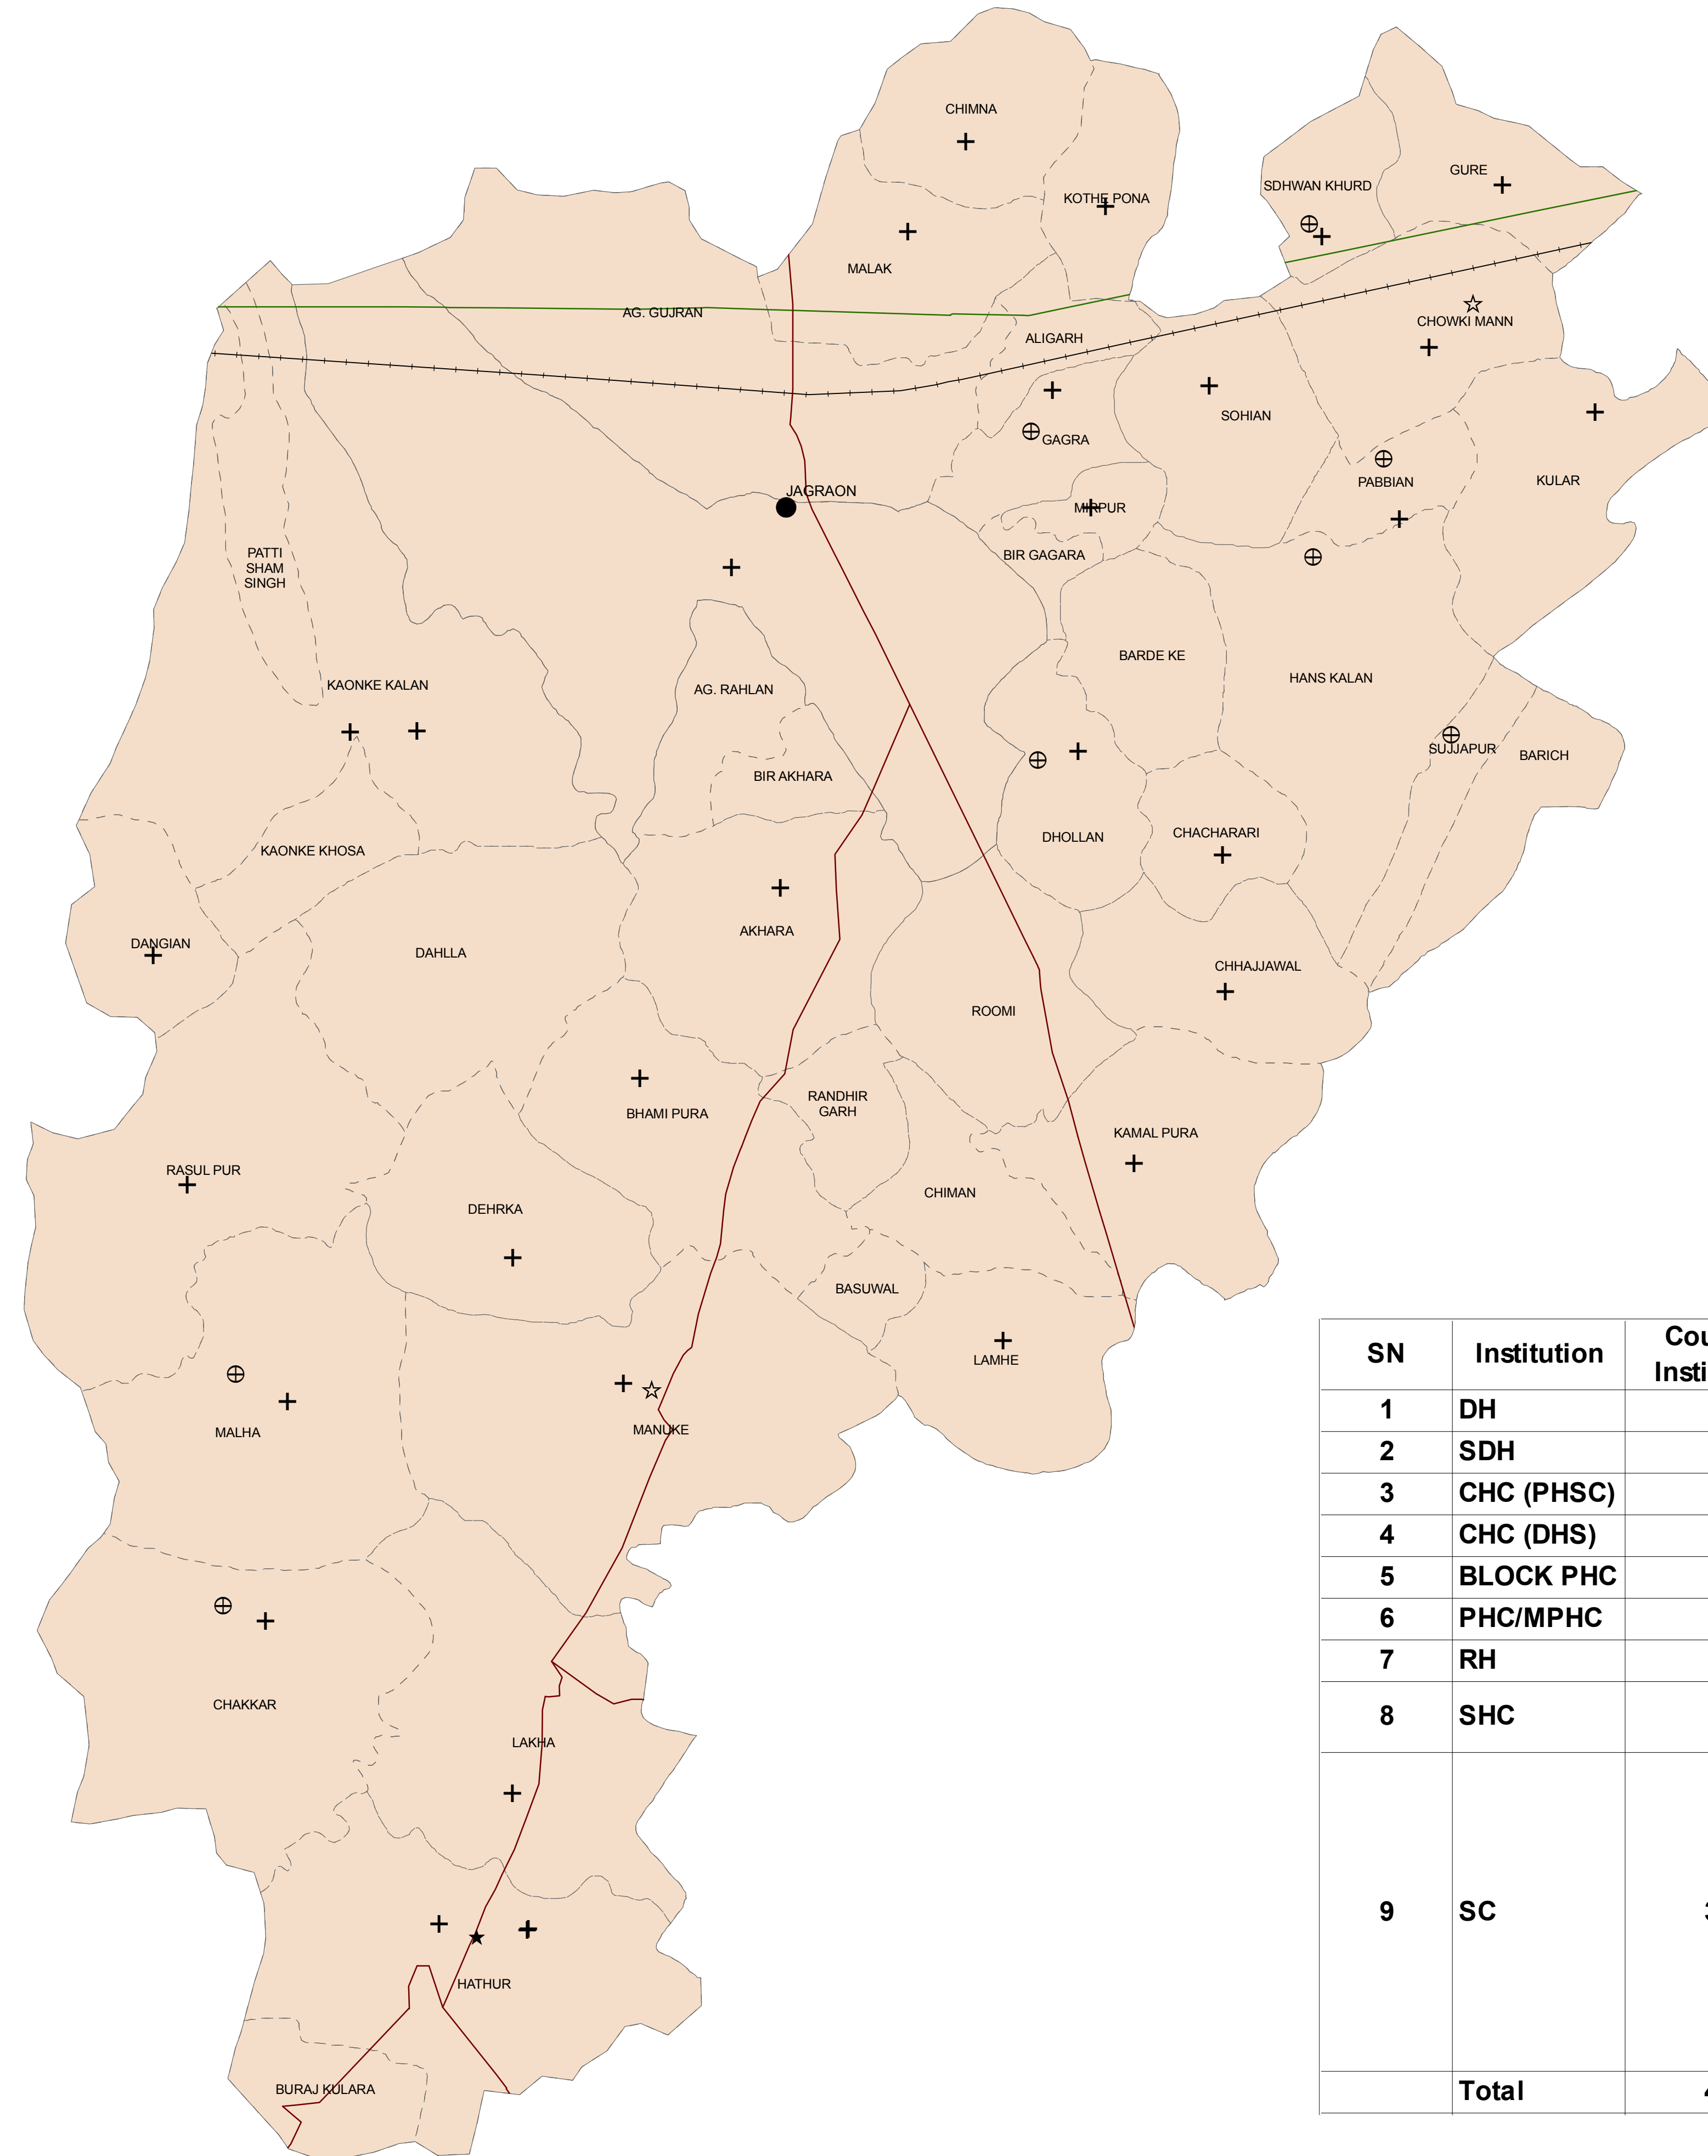 CHIMNA
GURE
SDHWAN KHURD
KOTHE PONA
MALAK
AG. GUJRAN
CHOWKI MANN
ALIGARH
SOHIAN
GAGRA
KULAR
PABBIAN
JAGRAON
MIRPUR
BIR GAGARA
PATTI
SHAM
SINGH
BARDE KE
HANS KALAN
KAONKE KALAN
AG. RAHLAN
SUJJAPUR
BARICH
BIR AKHARA
CHACHARARI
DHOLLAN
KAONKE KHOSA
AKHARA
DANGIAN
DAHLLA
CHHAJJAWAL
ROOMI
RANDHIR
GARH
BHAMI PURA
KAMAL PURA
RASUL PUR
CHIMAN
DEHRKA
BASUWAL
LAMHE
MANUKE
MALHA
CHAKKAR
LAKHA
HATHUR
BURAJ KULARA
SN Institution
1 DH
2 SDH
3 CHC (PHSC)
4 CHC (DHS)
5 BLOCK PHC
6 PHC/MPHC
7 RH
8 SHC
9 SC
Total